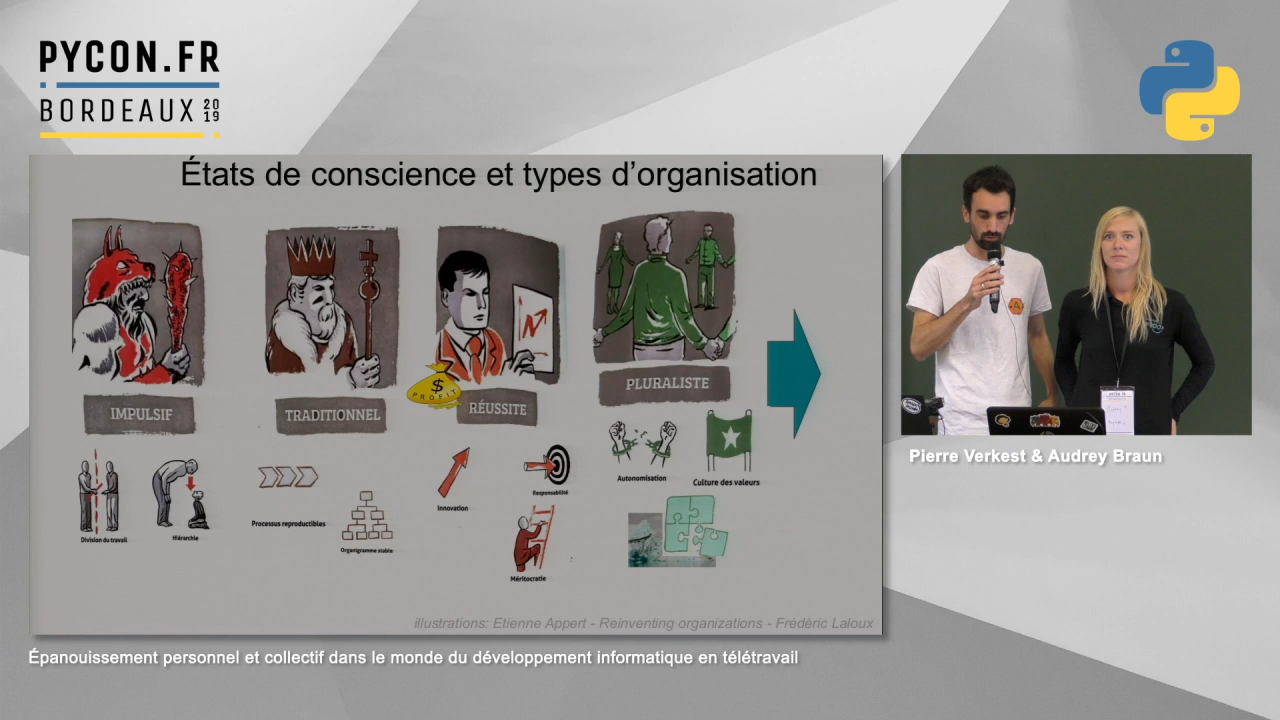 PYCON.FR
BORDEAUX 2019
États de conscience et types d'organisation
IMPULSIF
TRADITIONNEL
$
PROFIT
RÉUSSITE
PLURALISTE
Division du travail
Hiérarchie
Processus reproductibles
Organigramme stable
Innovation
Responsabilité
Méritocratie
Autonomisation
Culture des valeurs
illustrations: Etienne Appert - Reinventing organizations - Frédéric Laloux
Pierre Verkest & Audrey Braun
Épanouissement personnel et collectif dans le monde du développement informatique en télétravail